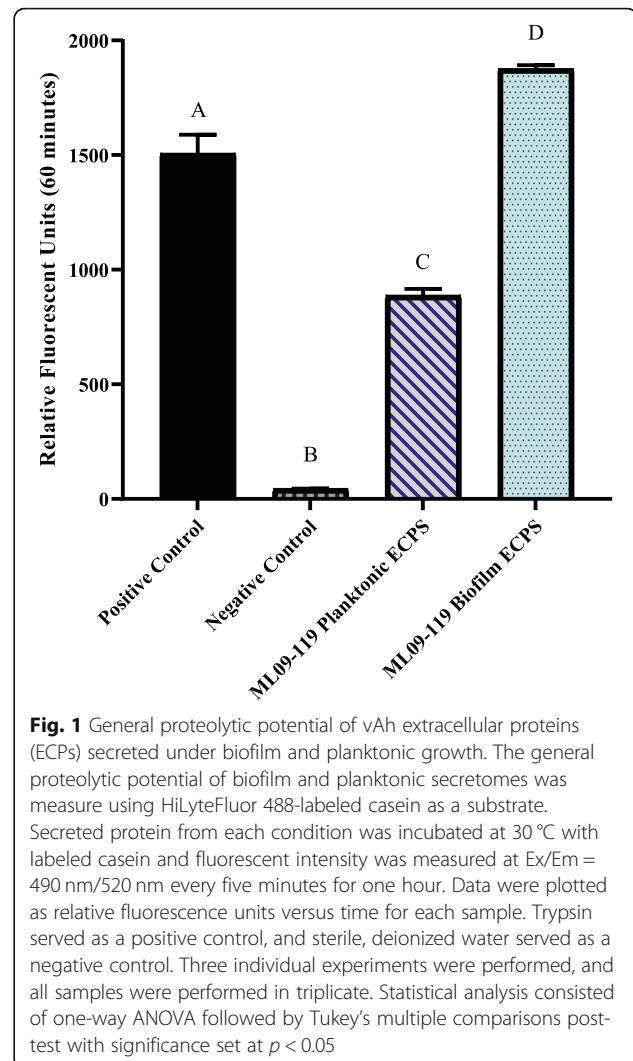 2000
1500
1000
500
0
Relative Fluorescent Units (60 minutes)
A
B
C
D
Positive Control
Negative Control
ML09-119 Planktonic ECPS
ML09-119 Biofilm ECPS
Fig. 1 General proteolytic potential of vAh extracellular proteins
(ECPs) secreted under biofilm and planktonic growth. The general
proteolytic potential of biofilm and planktonic secretomes was
measure using HiLyteFluor 488-labeled casein as a substrate.
Secreted protein from each condition was incubated at 30 °C with
labeled casein and fluorescent intensity was measured at Ex/Em =
490 nm/520 nm every five minutes for one hour. Data were plotted
as relative fluorescence units versus time for each sample. Trypsin
served as a positive control, and sterile, deionized water served as a
negative control. Three individual experiments were performed, and
all samples were performed in triplicate. Statistical analysis consisted
of one-way ANOVA followed by Tukey's multiple comparisons post-
test with significance set at p < 0.05